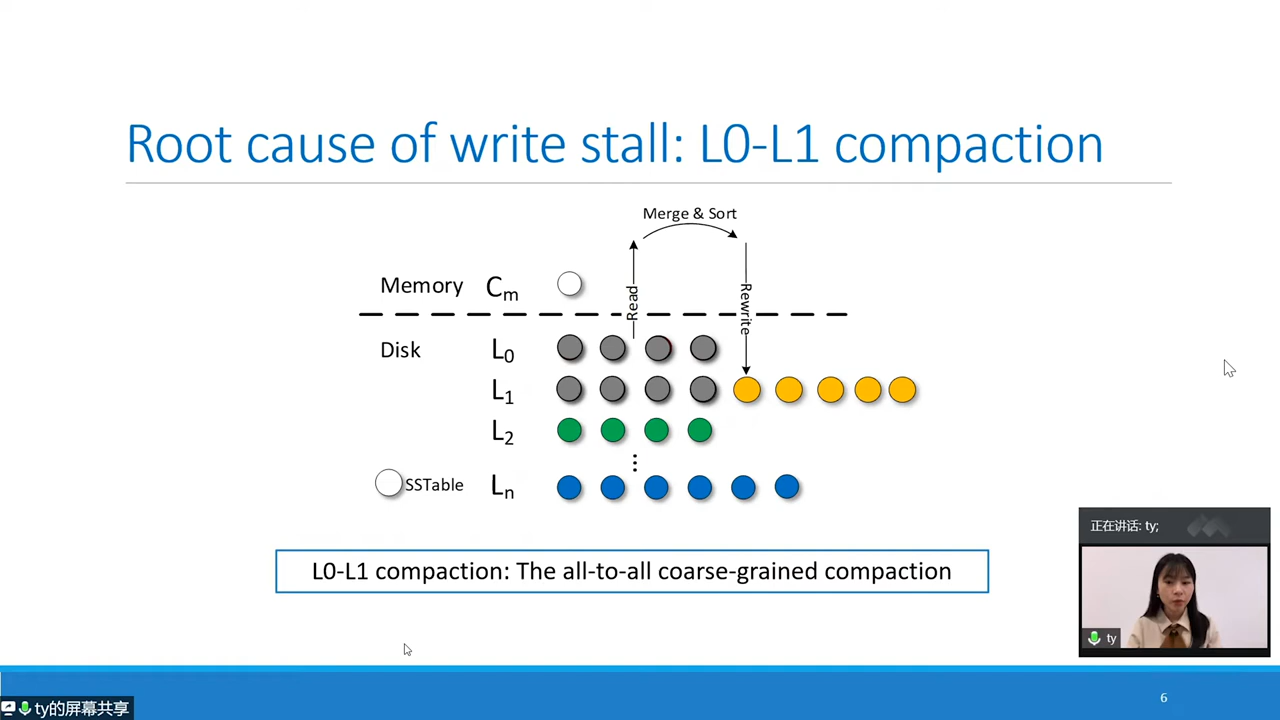 Root cause of write stall: L0-L1 compaction
Merge & Sort
Memory Cm
Read
Rewrite
Disk L0
L1
L2
⋮
SSTable Ln
L0-L1 compaction: The all-to-all coarse-grained compaction
正在讲话: ty;
ty
6
ty的屏幕共享